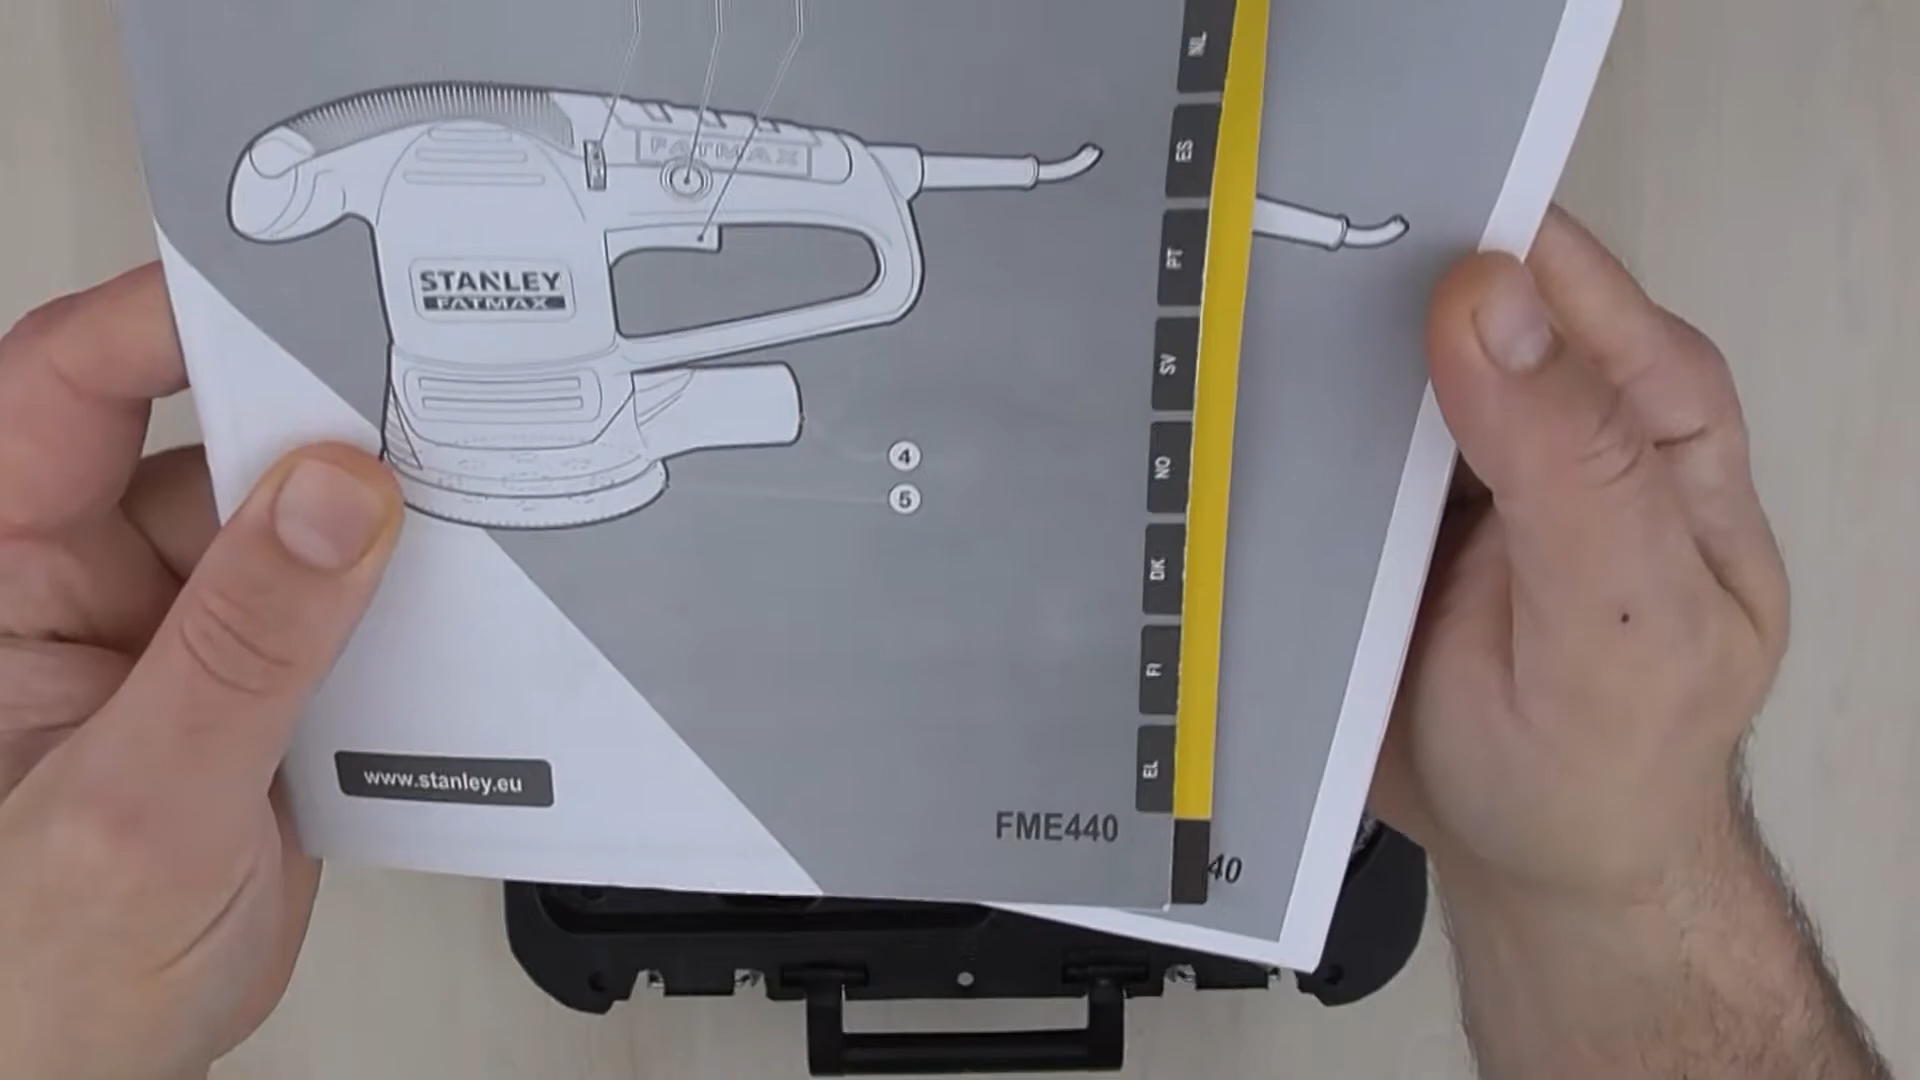 FATMAX
STANLEY
FATMAX
4
5
NL
ES
PT
SV
NO
DK
FI
EL
www.stanley.eu
FME440
40